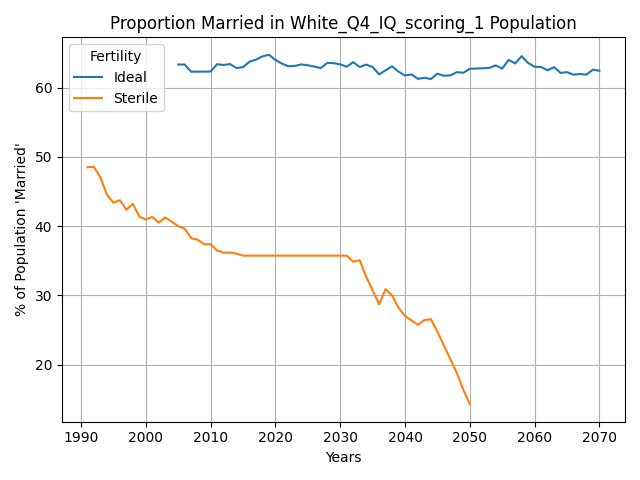 Proportion Married in White_Q4_IQ_scoring_1 Population
Fertility
Ideal
Sterile
% of Population 'Married'
60
50
40
30
20
1990 2000 2010 2020 2030 2040 2050 2060 2070
Years